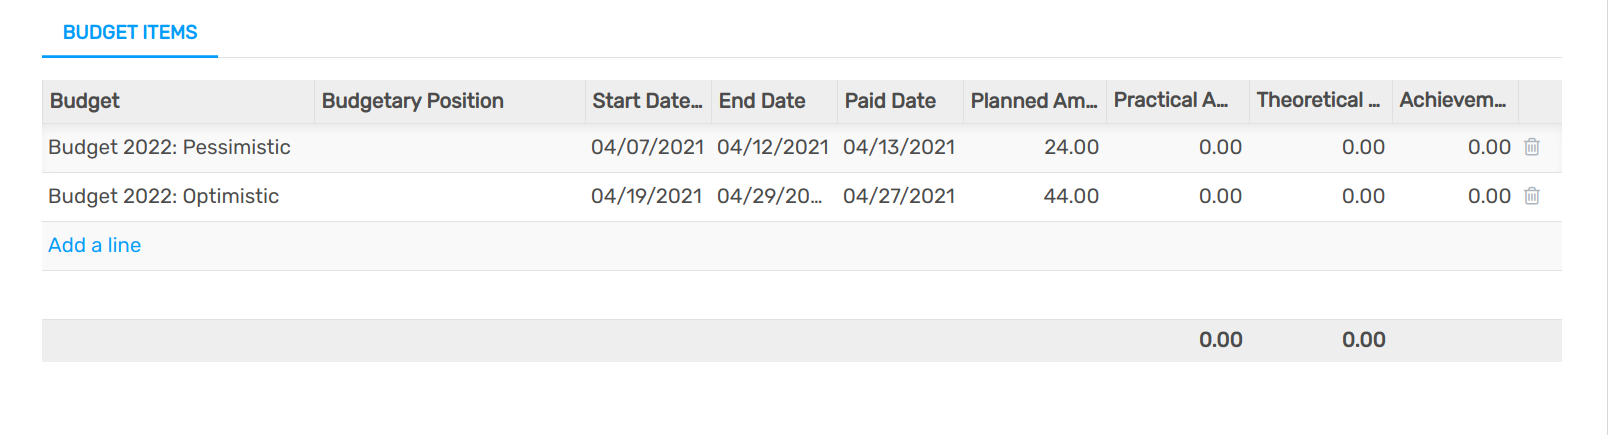 BUDGET ITEMS
Budget Budgetary Position Start Date... End Date Paid Date Planned Am... Practical A... Theoretical ... Achievem...
Budget 2022: Pessimistic 04/07/2021 04/12/2021 04/13/2021 24.00 0.00 0.00 0.00
Budget 2022: Optimistic 04/19/2021 04/29/20... 04/27/2021 44.00 0.00 0.00 0.00
Add a line
0.00 0.00